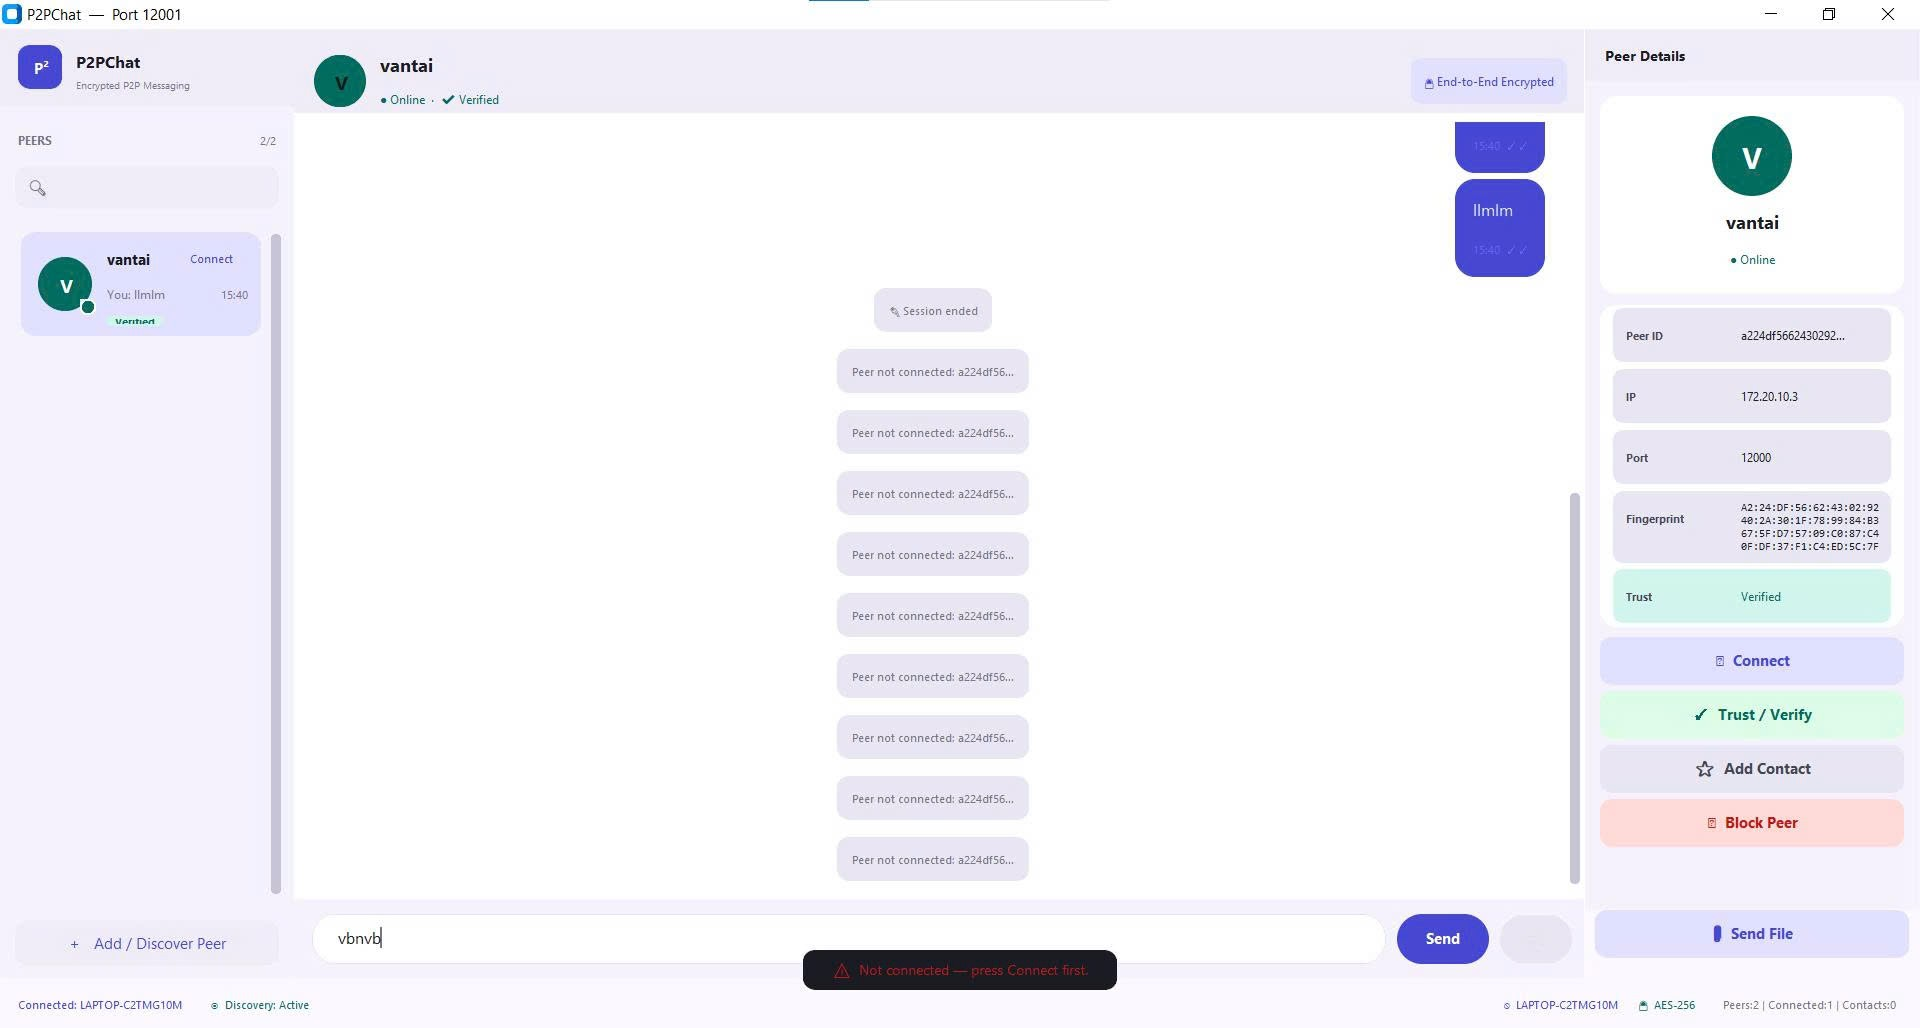 P2PChat — Port 12001
P²
P2PChat
Encrypted P2P Messaging
PEERS
2/2
V
vantai
Connect
You: llmlm
15:40
Verified
+ Add / Discover Peer
V
vantai
● Online · ✔ Verified
End-to-End Encrypted
15:40 ✓✓
llmlm
15:40 ✓✓
Session ended
Peer not connected: a224df56...
Peer not connected: a224df56...
Peer not connected: a224df56...
Peer not connected: a224df56...
Peer not connected: a224df56...
Peer not connected: a224df56...
Peer not connected: a224df56...
Peer not connected: a224df56...
Peer not connected: a224df56...
vbnvb
Send
⚠ Not connected — press Connect first.
Peer Details
V
vantai
● Online
Peer ID a224df5662430292...
IP 172.20.10.3
Port 12000
Fingerprint
A2:24:DF:56:62:43:02:92
40:2A:30:1F:78:99:84:B3
67:5F:D7:57:09:C0:87:C4
0F:DF:37:F1:C4:ED:5C:7F
Trust Verified
Connect
✓ Trust / Verify
☆ Add Contact
Block Peer
Send File
Connected: LAPTOP-C2TMG10M
Discovery: Active
LAPTOP-C2TMG10M
AES-256
Peers:2 | Connected:1 | Contacts:0